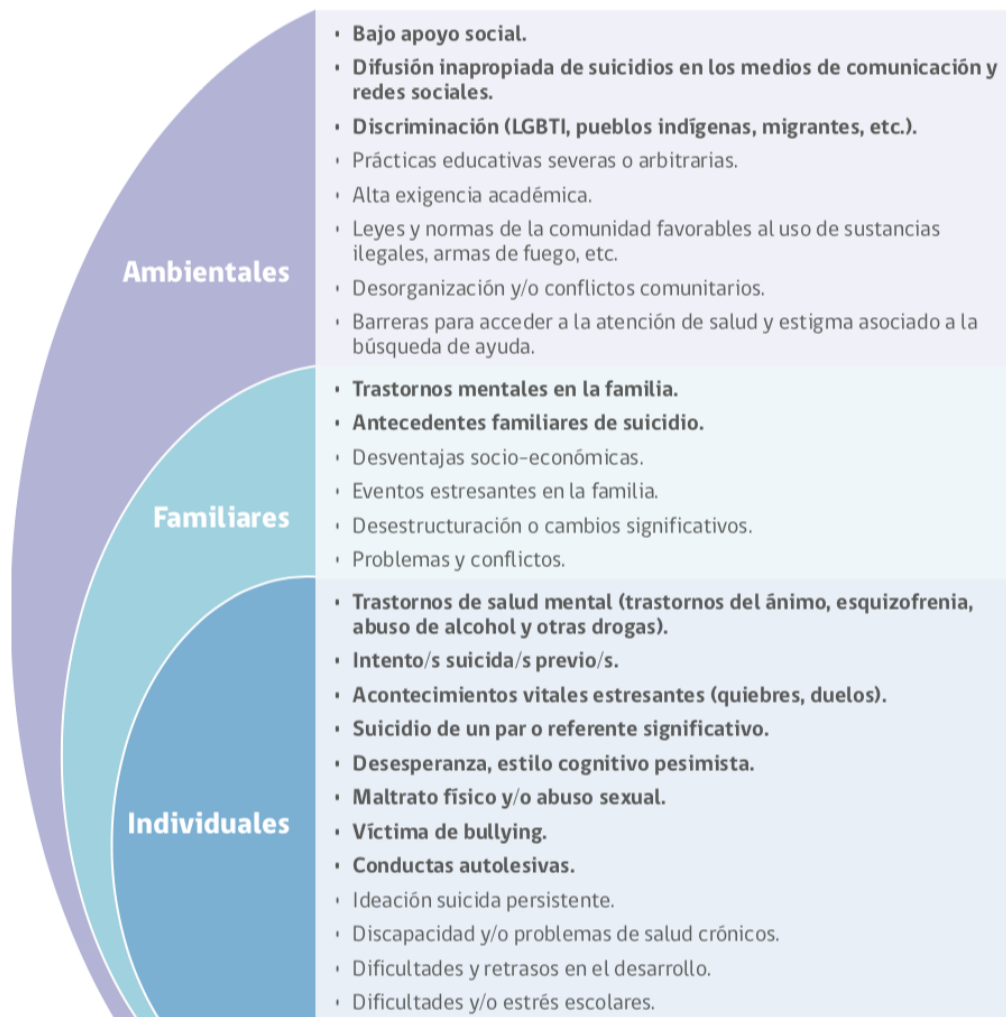 Ambientales
· Bajo apoyo social.
· Difusión inapropiada de suicidios en los medios de comunicación y
redes sociales.
· Discriminación (LGBTI, pueblos indígenas, migrantes, etc.).
· Prácticas educativas severas o arbitrarias.
· Alta exigencia académica.
· Leyes y normas de la comunidad favorables al uso de sustancias
ilegales, armas de fuego, etc.
· Desorganización y/o conflictos comunitarios.
· Barreras para acceder a la atención de salud y estigma asociado a la
búsqueda de ayuda.
Familiares
· Trastornos mentales en la familia.
· Antecedentes familiares de suicidio.
· Desventajas socio-económicas.
· Eventos estresantes en la familia.
· Desestructuración o cambios significativos.
· Problemas y conflictos.
Individuales
· Trastornos de salud mental (trastornos del ánimo, esquizofrenia,
abuso de alcohol y otras drogas).
· Intento/s suicida/s previo/s.
· Acontecimientos vitales estresantes (quiebres, duelos).
· Suicidio de un par o referente significativo.
· Desesperanza, estilo cognitivo pesimista.
· Maltrato físico y/o abuso sexual.
· Víctima de bullying.
· Conductas autolesivas.
· Ideación suicida persistente.
· Discapacidad y/o problemas de salud crónicos.
· Dificultades y retrasos en el desarrollo.
· Dificultades y/o estrés escolares.